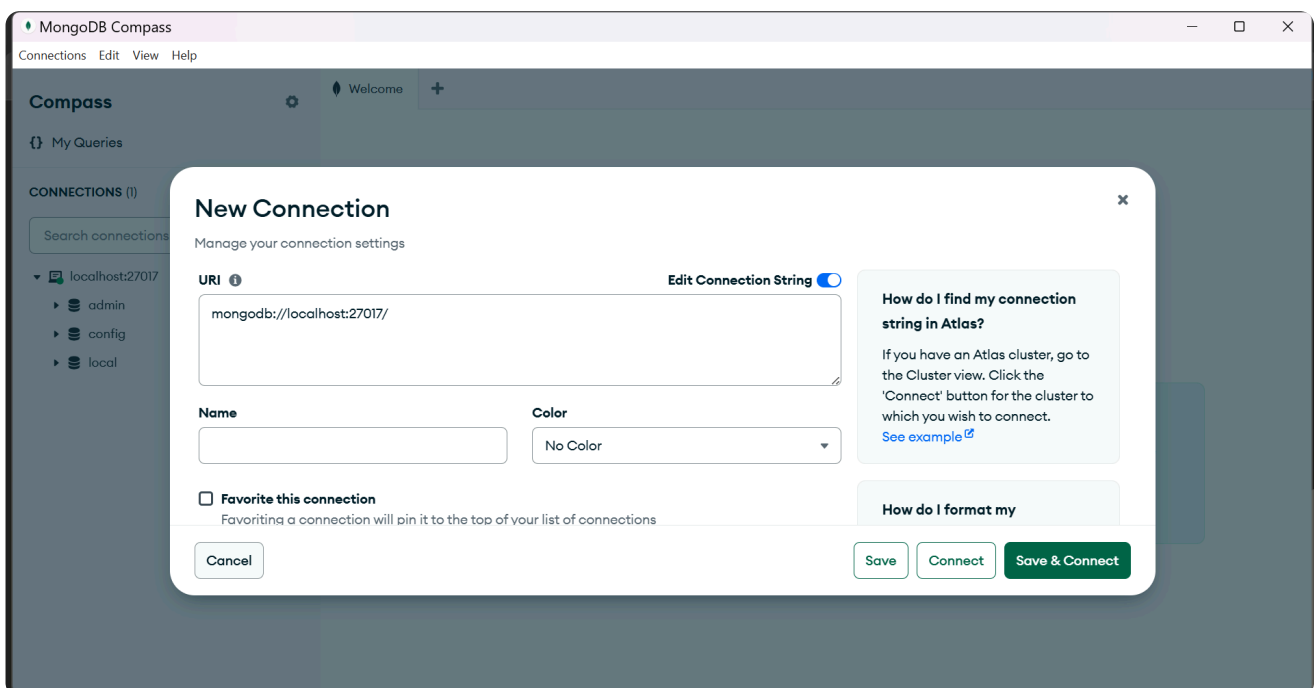 MongoDB Compass
Connections Edit View Help
Compass
Welcome
{} My Queries
CONNECTIONS (1)
Search connections
localhost:27017
admin
config
local
New Connection
Manage your connection settings
URI
Edit Connection String
mongodb://localhost:27017/
Name
Color
No Color
Favorite this connection
Favoriting a connection will pin it to the top of your list of connections
How do I find my connection
string in Atlas?
If you have an Atlas cluster, go to
the Cluster view. Click the
'Connect' button for the cluster to
which you wish to connect.
See example
How do I format my
Cancel
Save
Connect
Save & Connect